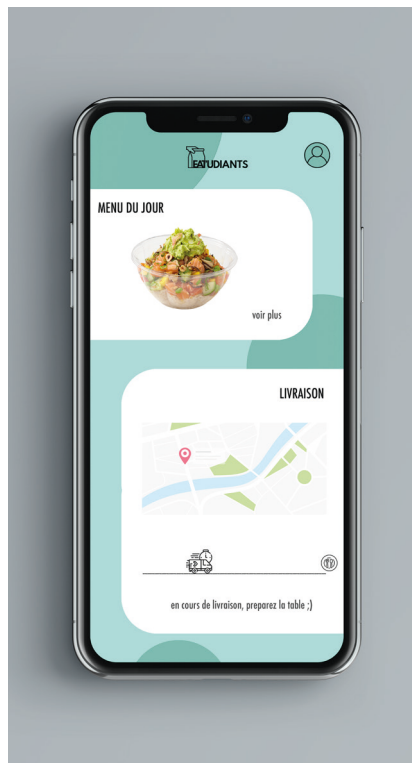 EATUDIANTS
MENU DU JOUR
voir plus
LIVRAISON
en cours de livraison, preparez la table ;)